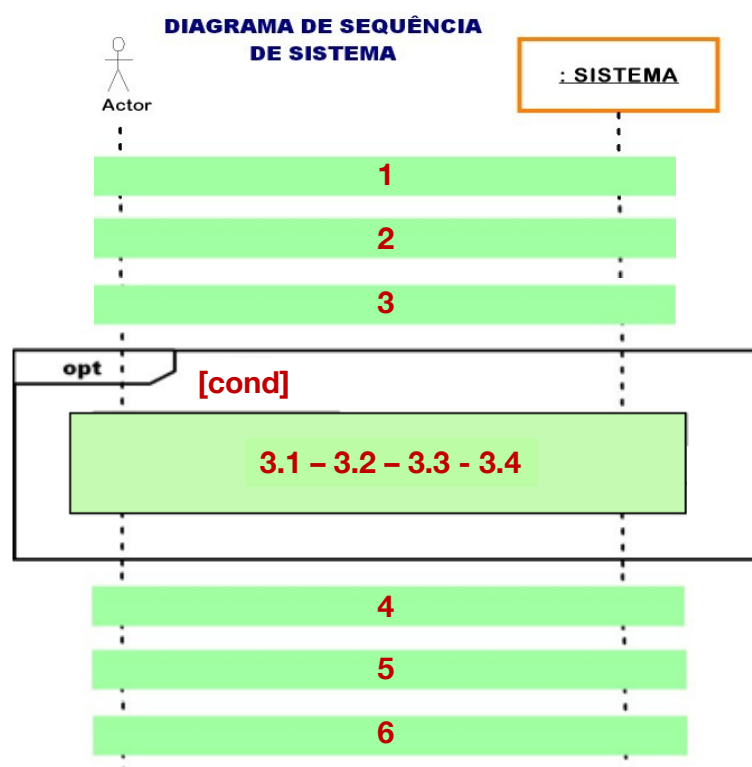 DIAGRAMA DE SEQUÊNCIA
DE SISTEMA
: SISTEMA
Actor
1
2
3
opt
[cond]
3.1 – 3.2 – 3.3 - 3.4
4
5
6